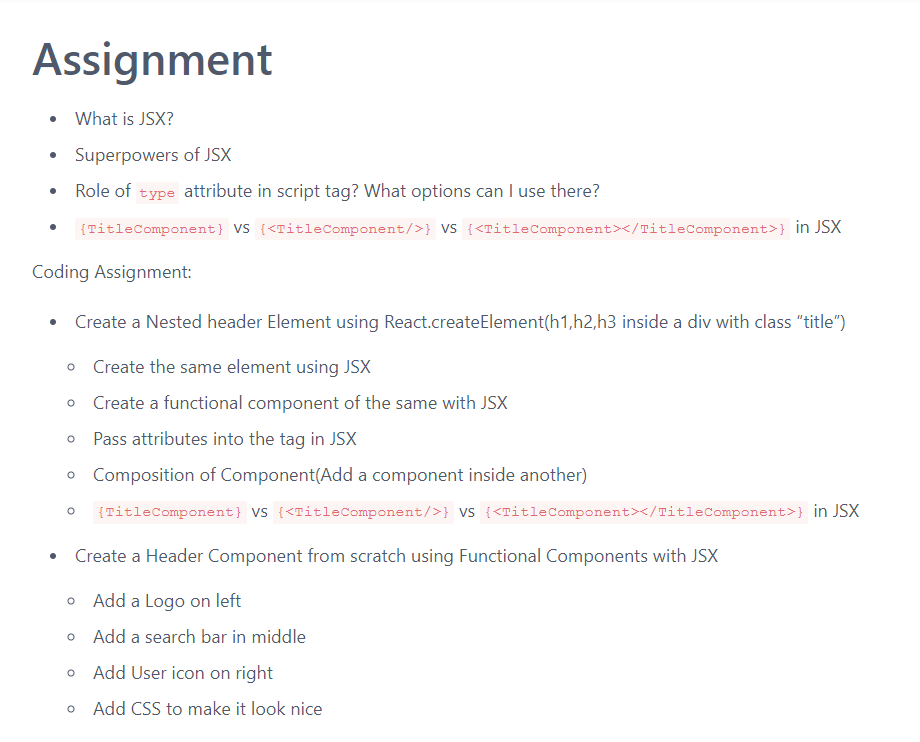 Assignment
What is JSX?
Superpowers of JSX
Role of type attribute in script tag? What options can I use there?
{TitleComponent} vs {<TitleComponent/>} vs {<TitleComponent></TitleComponent>} in JSX
Coding Assignment:
Create a Nested header Element using React.createElement(h1,h2,h3 inside a div with class “title”)
Create the same element using JSX
Create a functional component of the same with JSX
Pass attributes into the tag in JSX
Composition of Component(Add a component inside another)
{TitleComponent} vs {<TitleComponent/>} vs {<TitleComponent></TitleComponent>} in JSX
Create a Header Component from scratch using Functional Components with JSX
Add a Logo on left
Add a search bar in middle
Add User icon on right
Add CSS to make it look nice